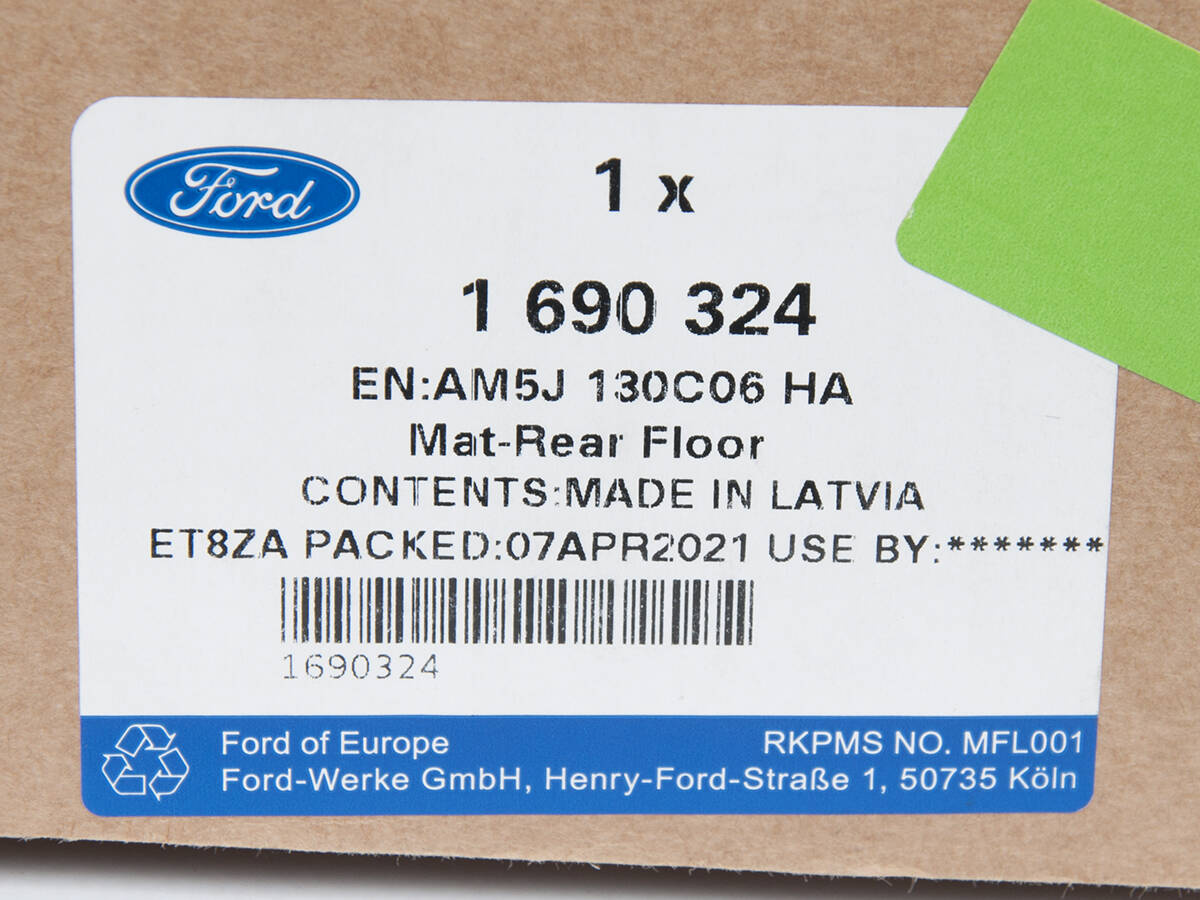 Ford
1 x
1 690 324
EN:AM5J 130C06 HA
Mat-Rear Floor
CONTENTS:MADE IN LATVIA
ET8ZA PACKED:07APR2021 USE BY:*******
1690324
Ford of Europe
RKPMS NO. MFL001
Ford-Werke GmbH, Henry-Ford-Straße 1, 50735 Köln